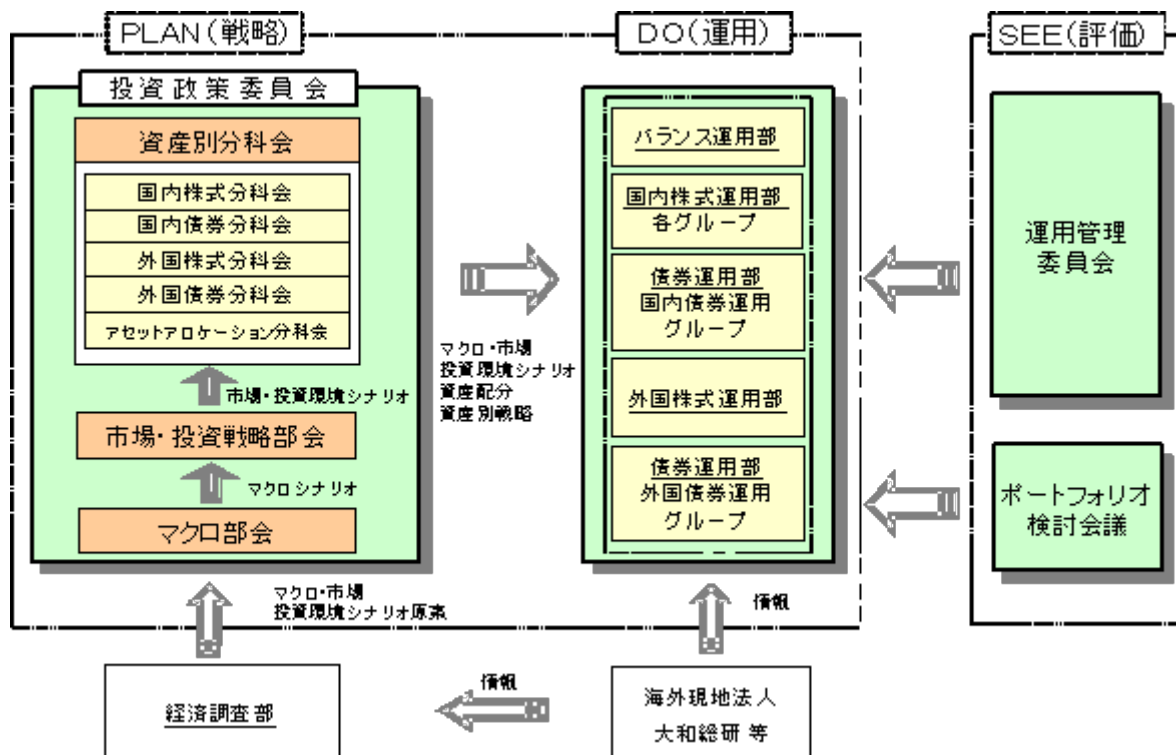 PLAN(戦略)
投資政策委員会
資産別分科会
国内株式分科会
国内債券分科会
外国株式分科会
外国債券分科会
アセットアロケーション分科会
市場・投資環境シナリオ
市場・投資戦略部会
マクロシナリオ
マクロ部会
マクロ・市場
投資環境シナリオ原案
経済調査部
マクロ・市場
投資環境シナリオ
資産配分
資産別戦略
DO(運用)
バランス運用部
国内株式運用部
各グループ
債券運用部
国内債券運用
グループ
外国株式運用部
債券運用部
外国債券運用
グループ
情報
情報
海外現地法人
大和総研 等
SEE(評価)
運用管理
委員会
ポートフォリオ
検討会議